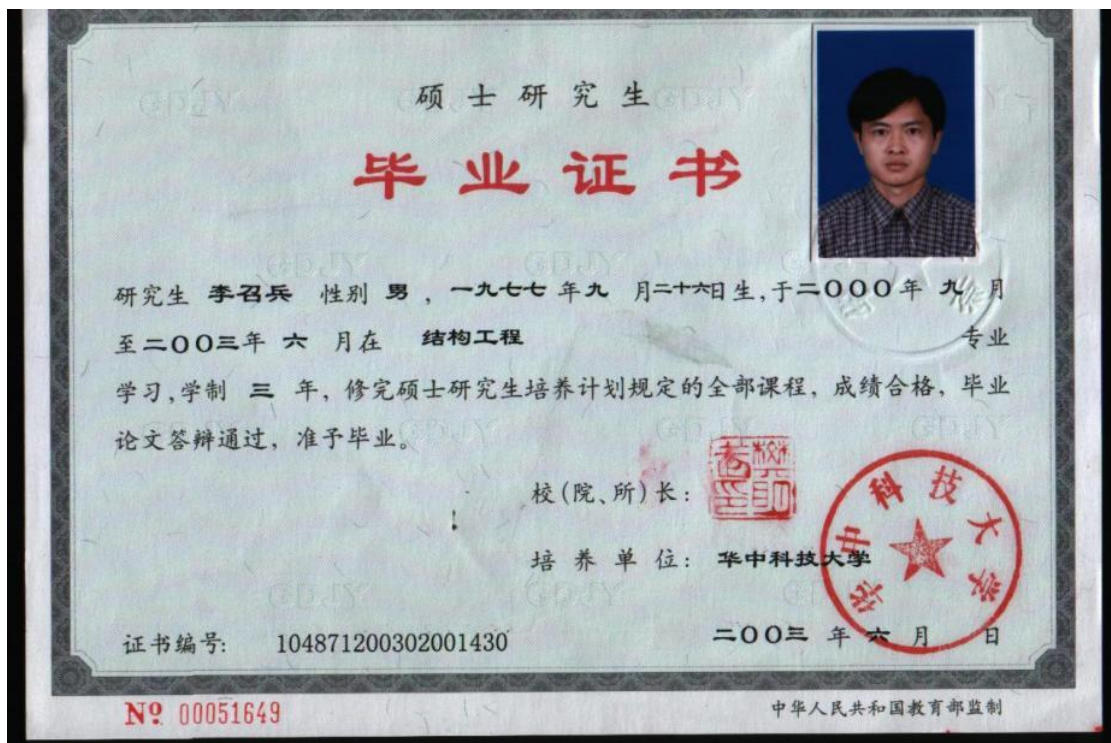 硕士研究生
毕业证书
研究生 李召兵 性别 男 , 一九七七 年 九 月 二十六日生,于二〇〇〇年 九 月
至二〇〇三年 六 月在 结构工程 专业
学习,学制 三 年, 修完硕士研究生培养计划规定的全部课程, 成绩合格, 毕业
论文答辩通过, 准予毕业。
校(院、所)长:
培养单位: 华中科技大学
华中科技大学
二〇〇三 年 六 月 日
证书编号: 104871200302001430
№ 00051649
中华人民共和国教育部监制